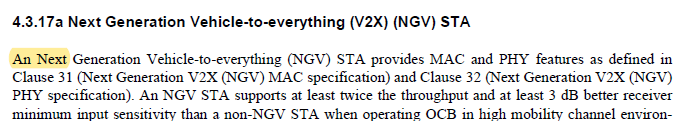 4.3.17a Next Generation Vehicle-to-everything (V2X) (NGV) STA
An Next Generation Vehicle-to-everything (NGV) STA provides MAC and PHY features as defined in
Clause 31 (Next Generation V2X (NGV) MAC specification) and Clause 32 (Next Generation V2X (NGV)
PHY specification). An NGV STA supports at least twice the throughput and at least 3 dB better receiver
minimum input sensitivity than a non-NGV STA when operating OCB in high mobility channel environ-